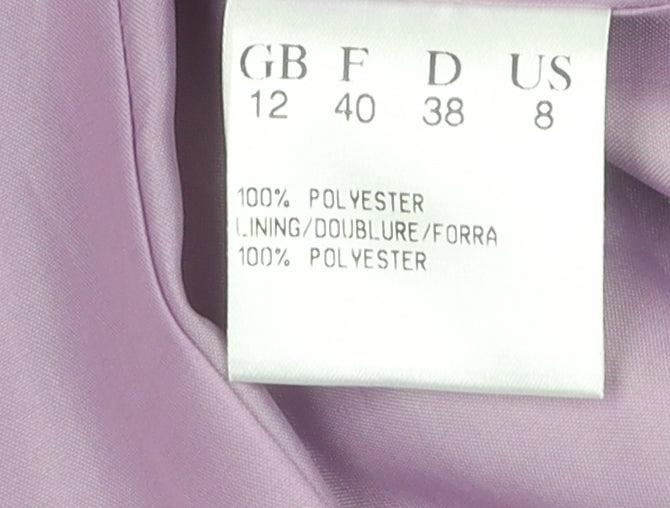 GB F D US
12 40 38 8
100% POLYESTER
LINING/DOUBLURE/FORRA
100% POLYESTER